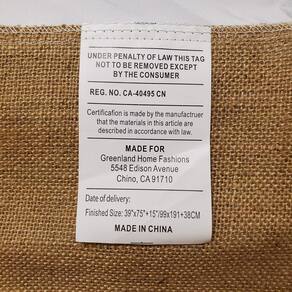 UNDER PENALTY OF LAW THIS TAG
NOT TO BE REMOVED EXCEPT
BY THE CONSUMER
REG. NO. CA-40495 CN
Certification is made by the manufactruer
that the materials in this article are
described in accordance with law.
MADE FOR
Greenland Home Fashions
5548 Edison Avenue
Chino, CA 91710
Date of delivery:
Finished Size: 39"x75"+15"/99x191+38CM
MADE IN CHINA